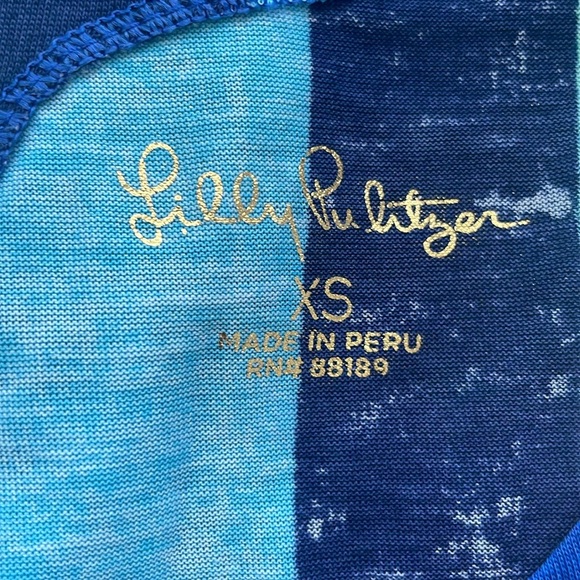 Lilly Pulitzer
XS
MADE IN PERU
RN# 88189